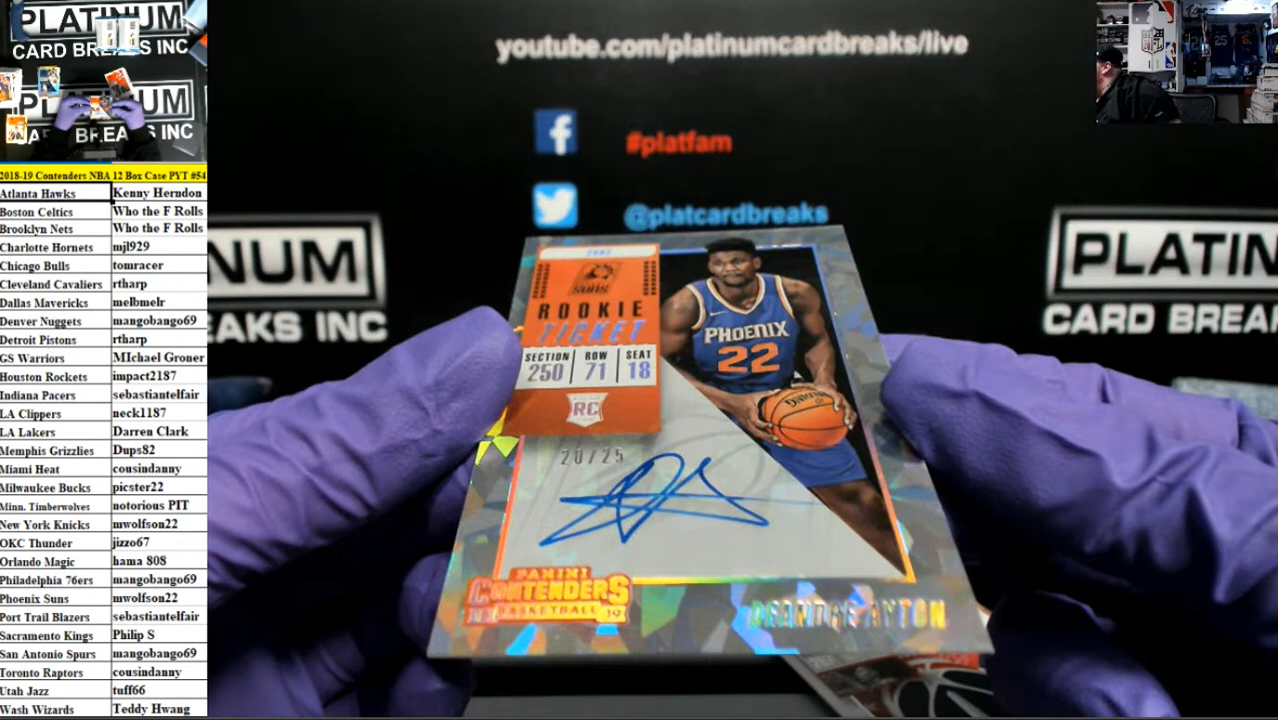 PLATINUM
CARD BREAKS INC
PLATINUM
CARD BREAKS INC
2018-19 Contenders NBA 12 Box Case PYT #54
Atlanta Hawks Kenny Herndon
Boston Celtics Who the F Rolls
Brooklyn Nets Who the F Rolls
Charlotte Hornets mjl929
Chicago Bulls tomracer
Cleveland Cavaliers rtharp
Dallas Mavericks melbmelr
Denver Nuggets mangobango69
Detroit Pistons rtharp
GS Warriors MIchael Groner
Houston Rockets impact2187
Indiana Pacers sebastiantelfair
LA Clippers neck1187
LA Lakers Darren Clark
Memphis Grizzlies Dups82
Miami Heat cousindanny
Milwaukee Bucks picster22
Minn. Timberwolves notorious PIT
New York Knicks mwolfson22
OKC Thunder jizzo67
Orlando Magic hama 808
Philadelphia 76ers mangobango69
Phoenix Suns mwolfson22
Port Trail Blazers sebastiantelfair
Sacramento Kings Philip S
San Antonio Spurs mangobango69
Toronto Raptors cousindanny
Utah Jazz tuff66
Wash Wizards Teddy Hwang
youtube.com/platinumcardbreaks/live
f #platfam
@platcardbreaks
NUM
AKS INC
PLATIN
CARD BREA
SUNS
ROOKIE
TICKET
SECTION ROW SEAT
250 71 18
RC
PHOENIX
22
20/25
PANINI
CONTENDERS
BASKETBALL
DEANDRE AYTON